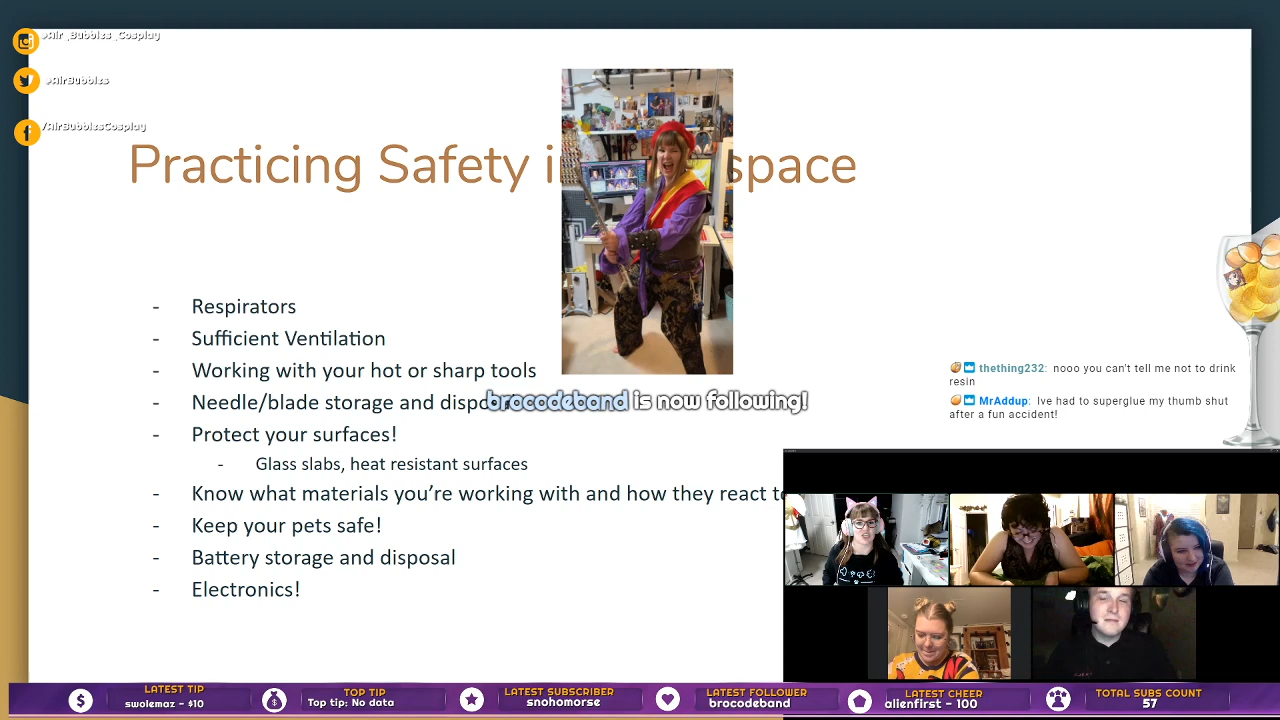 @Air_Bubbles_Cosplay
@AirBubbles
/AirBubblesCosplay
Practicing Safety i space
- Respirators
- Sufficient Ventilation
- Working with your hot or sharp tools
- Needle/blade storage and dispo
brocodeband is now following!
- Protect your surfaces!
- Glass slabs, heat resistant surfaces
- Know what materials you’re working with and how they react to
- Keep your pets safe!
- Battery storage and disposal
- Electronics!
thething232: nooo you can't tell me not to drink
resin
MrAddup: Ive had to superglue my thumb shut
after a fun accident!
LATEST TIP
swolemaz - $10
TOP TIP
Top tip: No data
LATEST SUBSCRIBER
snohomorse
LATEST FOLLOWER
brocodeband
LATEST CHEER
alienfirst - 100
TOTAL SUBS COUNT
57